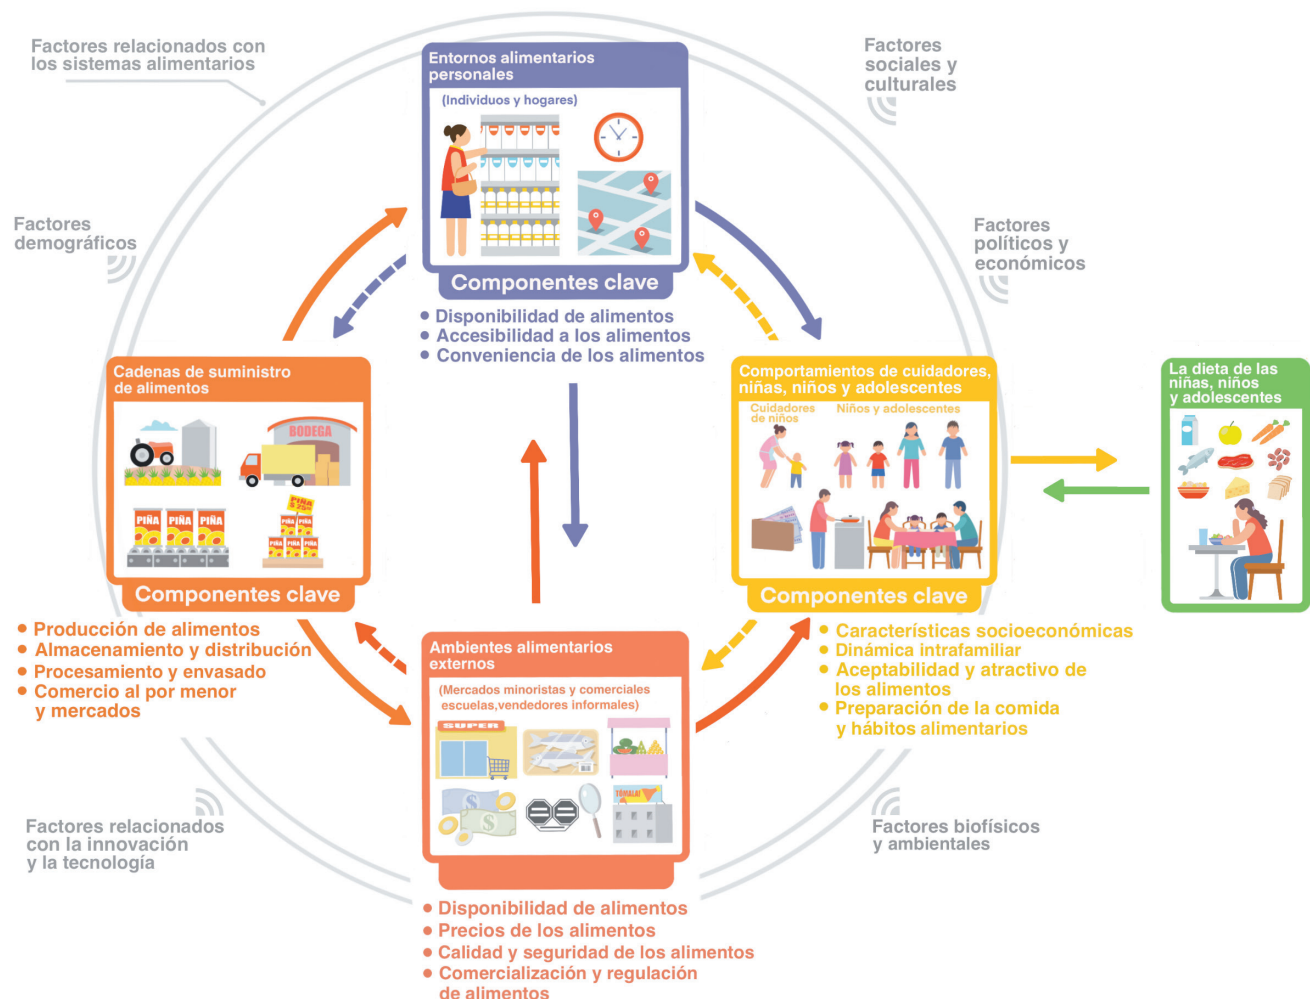 Factores relacionados con
los sistemas alimentarios
Factores
sociales y
culturales
Entornos alimentarios
personales
(Individuos y hogares)
Componentes clave
• Disponibilidad de alimentos
• Accesibilidad a los alimentos
• Conveniencia de los alimentos
Factores
demográficos
Factores
políticos y
económicos
Cadenas de suministro
de alimentos
BODEGA
PIÑA
PIÑA
PIÑA
PIÑA
PIÑA
PIÑA
PIÑA
PIÑA
PIÑA
Componentes clave
• Producción de alimentos
• Almacenamiento y distribución
• Procesamiento y envasado
• Comercio al por menor
y mercados
Comportamientos de cuidadores,
niñas, niños y adolescentes
Cuidadores
de niños
Niños y adolescentes
Componentes clave
• Características socioeconómicas
• Dinámica intrafamiliar
• Aceptabilidad y atractivo de
los alimentos
• Preparación de la comida
y hábitos alimentarios
La dieta de las
niñas, niños
y adolescentes
Ambientes alimentarios
externos
(Mercados minoristas y comerciales
escuelas,vendedores informales)
SUPER
$
$
TÓMALA!
• Disponibilidad de alimentos
• Precios de los alimentos
• Calidad y seguridad de los alimentos
• Comercialización y regulación
de alimentos
Factores relacionados
con la innovación
y la tecnología
Factores biofísicos
y ambientales